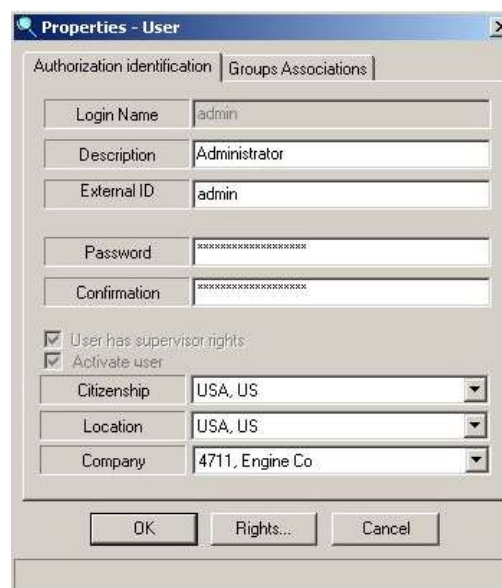 Properties - User
Authorization identification
Groups Associations
Login Name admin
Description Administrator
External ID admin
Password ******************
Confirmation ******************
User has supervisor rights
Activate user
Citizenship USA, US
Location USA, US
Company 4711, Engine Co
OK Rights... Cancel